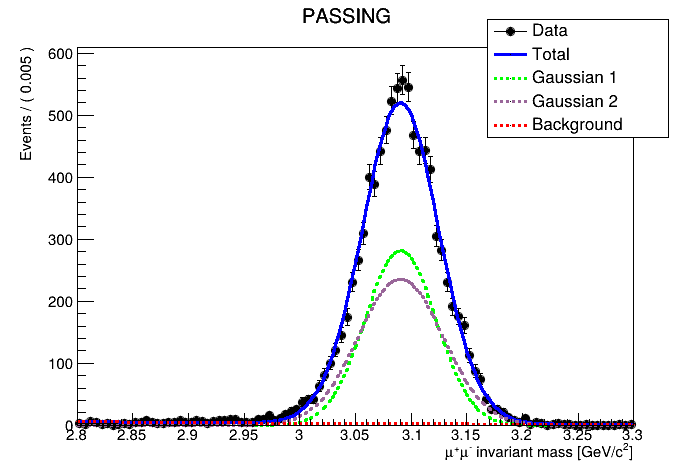 PASSING
Data
Total
Gaussian 1
Gaussian 2
Background
Events / ( 0.005 )
600
500
400
300
200
100
0
2.8 2.85 2.9 2.95 3 3.05 3.1 3.15 3.2 3.25 3.3
μ⁺μ⁻ invariant mass [GeV/c²]